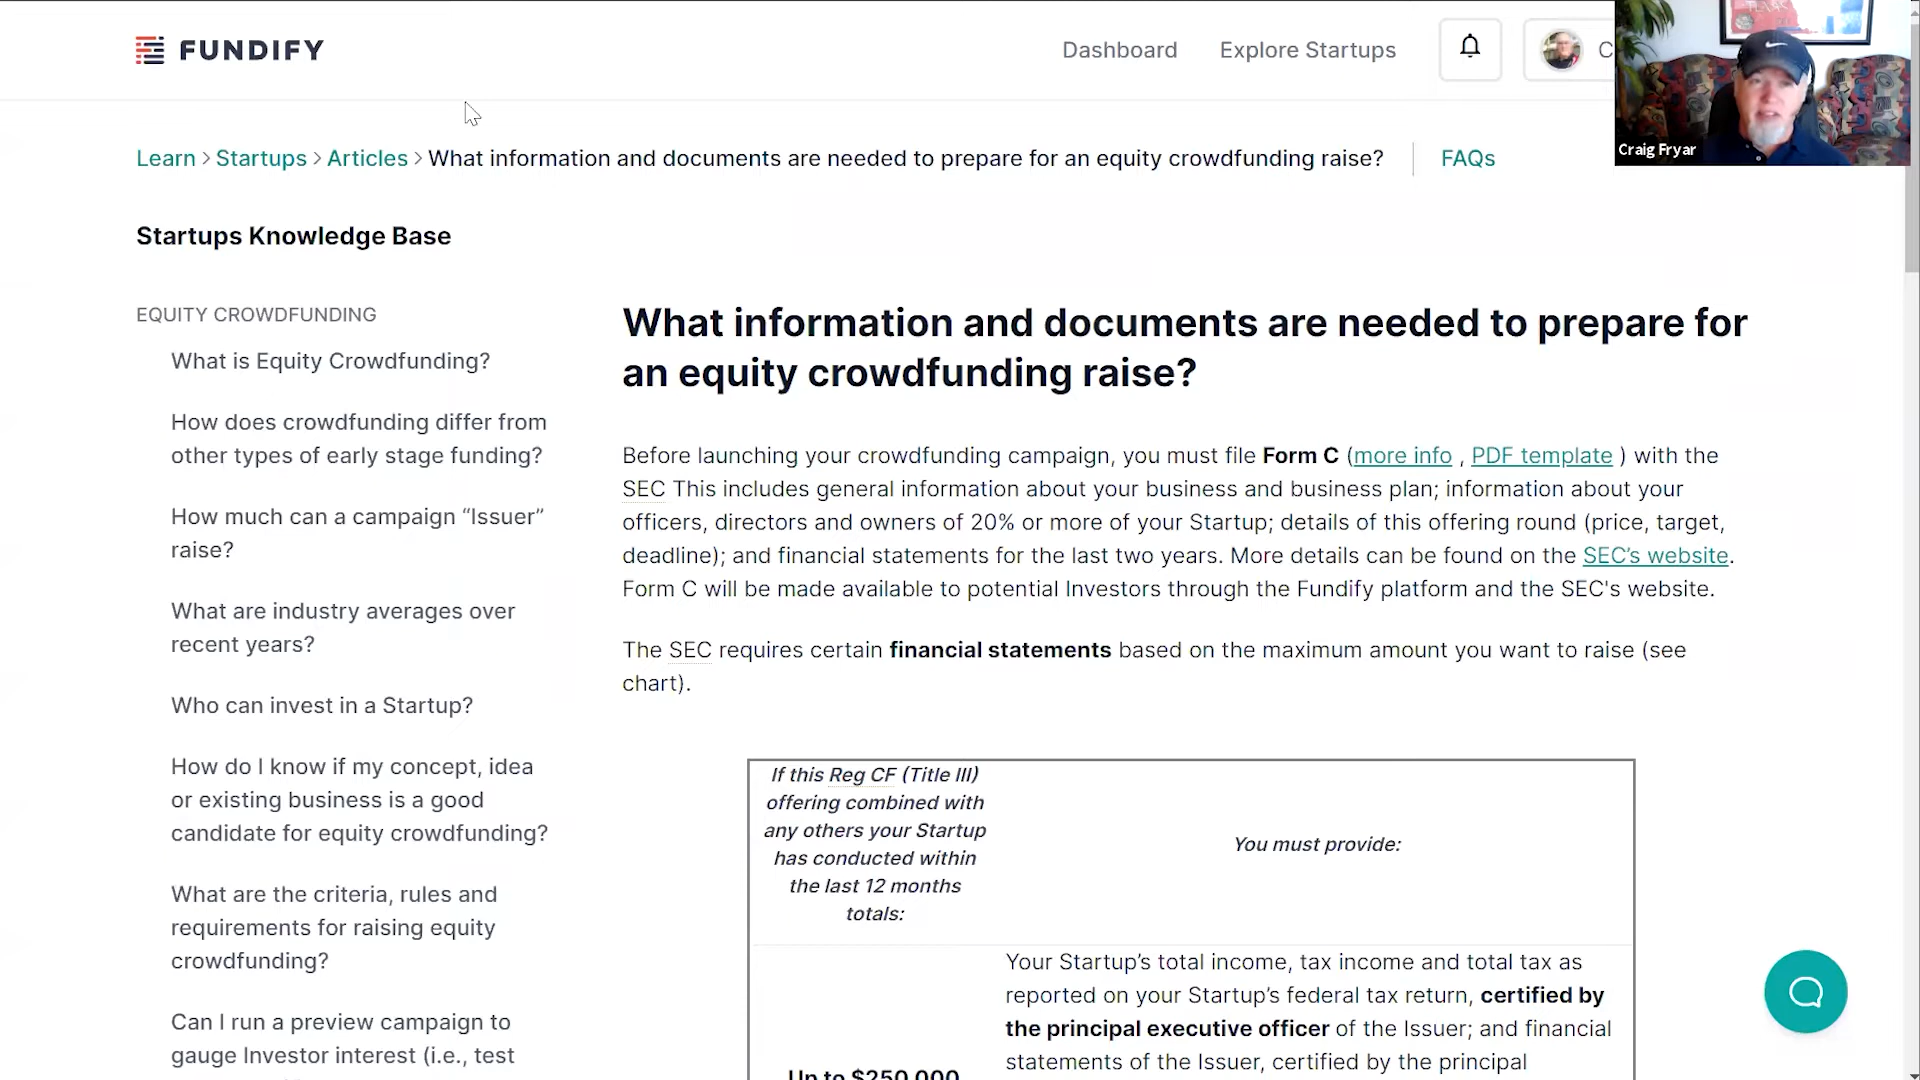 FUNDIFY
Dashboard
Explore Startups
C
Craig Fryar
Learn > Startups > Articles > What information and documents are needed to prepare for an equity crowdfunding raise?
FAQs
Startups Knowledge Base
EQUITY CROWDFUNDING
What is Equity Crowdfunding?
How does crowdfunding differ from
other types of early stage funding?
How much can a campaign “Issuer”
raise?
What are industry averages over
recent years?
Who can invest in a Startup?
How do I know if my concept, idea
or existing business is a good
candidate for equity crowdfunding?
What are the criteria, rules and
requirements for raising equity
crowdfunding?
Can I run a preview campaign to
gauge Investor interest (i.e., test
What information and documents are needed to prepare for
an equity crowdfunding raise?
Before launching your crowdfunding campaign, you must file Form C (more info , PDF template ) with the
SEC This includes general information about your business and business plan; information about your
officers, directors and owners of 20% or more of your Startup; details of this offering round (price, target,
deadline); and financial statements for the last two years. More details can be found on the SEC’s website.
Form C will be made available to potential Investors through the Fundify platform and the SEC's website.
The SEC requires certain financial statements based on the maximum amount you want to raise (see
chart).
If this Reg CF (Title III)
offering combined with
any others your Startup
has conducted within
the last 12 months
totals:
You must provide:
Up to $250,000
Your Startup’s total income, tax income and total tax as
reported on your Startup’s federal tax return, certified by
the principal executive officer of the Issuer; and financial
statements of the Issuer, certified by the principal